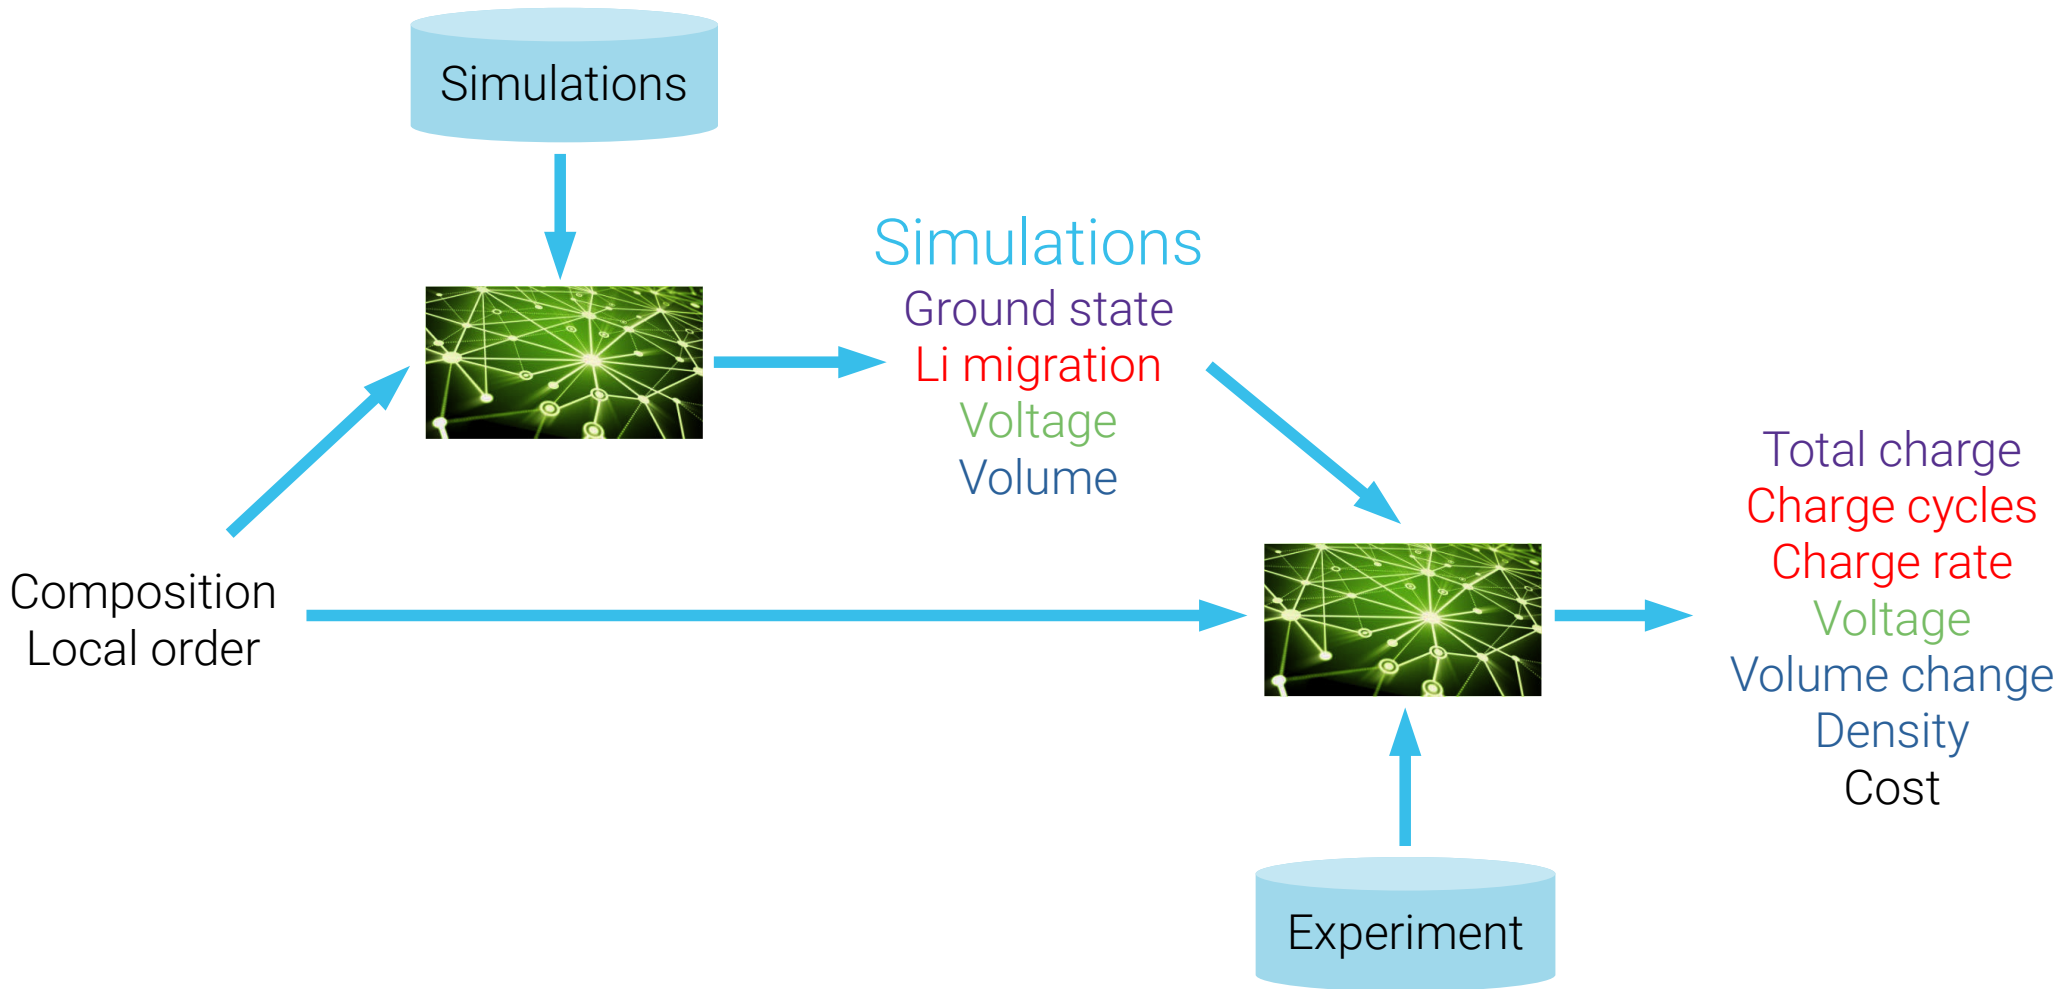 Simulations
Simulations
Ground state
Li migration
Voltage
Volume
Composition
Local order
Total charge
Charge cycles
Charge rate
Voltage
Volume change
Density
Cost
Experiment